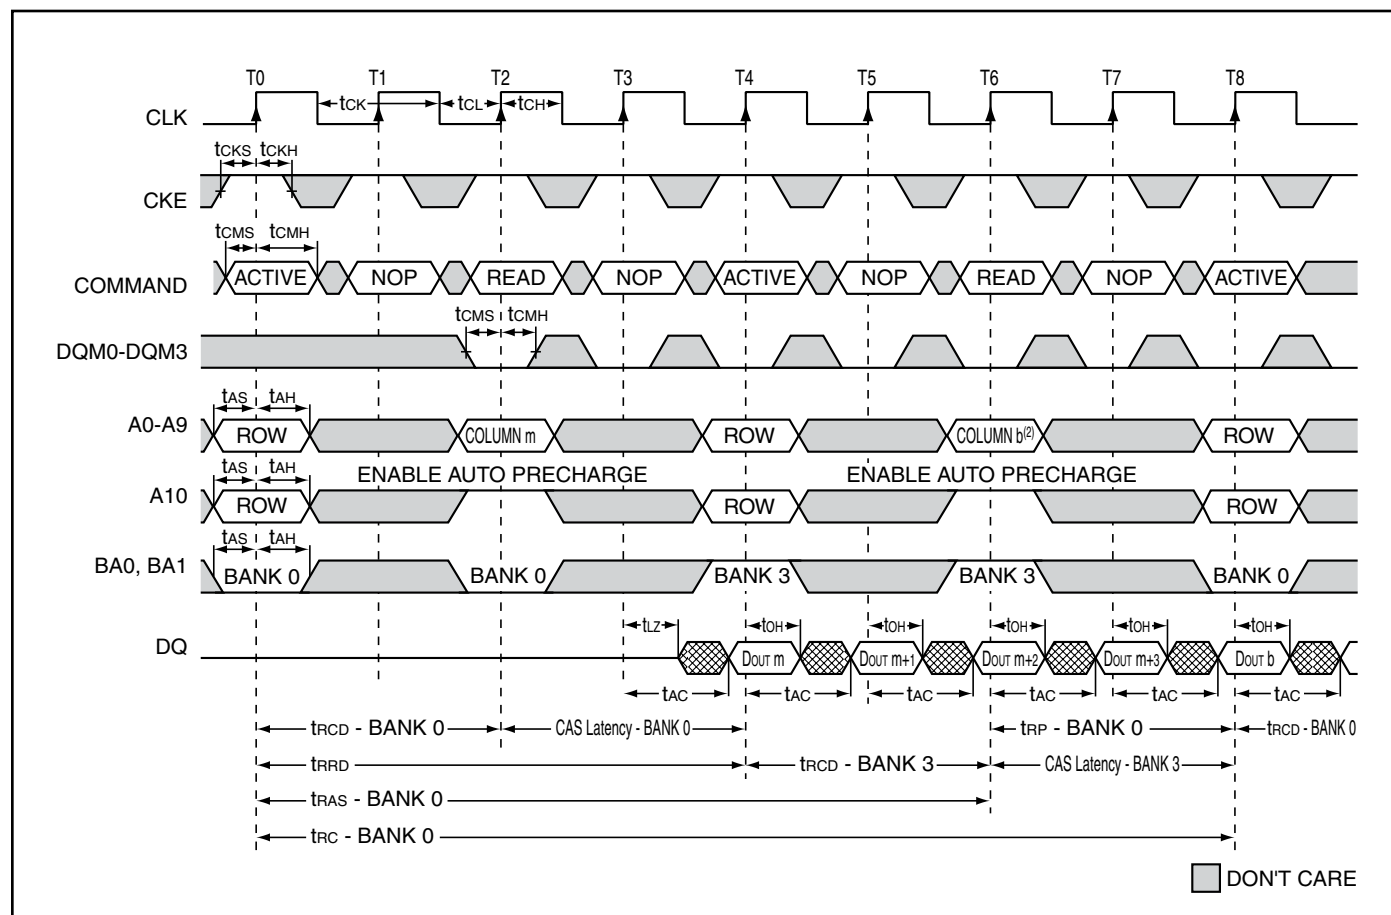 T0 T1 T2 T3 T4 T5 T6 T7 T8
CLK tCK tCL tCH
tCKS tCKH
CKE
tCMS tCMH
COMMAND ACTIVE NOP READ NOP ACTIVE NOP READ NOP ACTIVE
tCMS tCMH
DQM0-DQM3
tAS tAH
A0-A9 ROW COLUMN m ROW COLUMN b(2) ROW
tAS tAH ENABLE AUTO PRECHARGE ENABLE AUTO PRECHARGE
A10 ROW ROW ROW
tAS tAH
BA0, BA1 BANK 0 BANK 0 BANK 3 BANK 3 BANK 0
tLZ tOH tOH tOH tOH tOH
DQ DOUT m DOUT m+1 DOUT m+2 DOUT m+3 DOUT b
tAC tAC tAC tAC tAC tAC
tRCD - BANK 0 CAS Latency - BANK 0 tRP - BANK 0 tRCD - BANK 0
tRRD tRCD - BANK 3 CAS Latency - BANK 3
tRAS - BANK 0
tRC - BANK 0
DON'T CARE